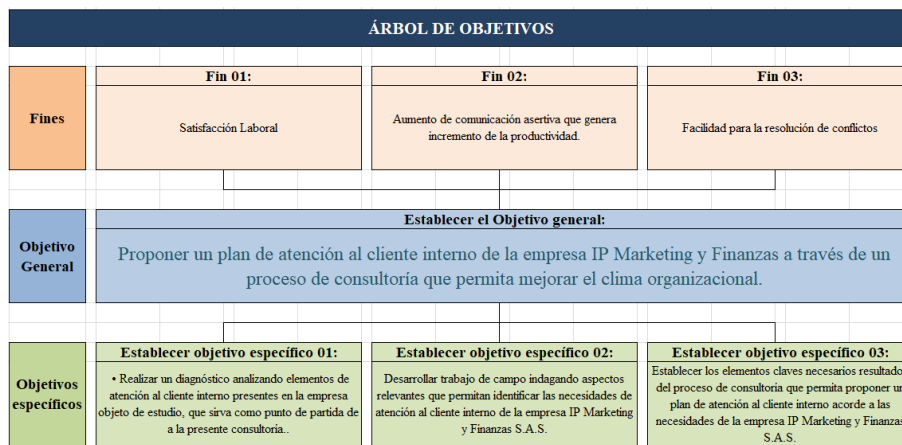 ÁRBOL DE OBJETIVOS
Fines
Fin 01:
Satisfacción Laboral
Fin 02:
Aumento de comunicación asertiva que genera
incremento de la productividad.
Fin 03:
Facilidad para la resolución de conflictos
Objetivo
General
Establecer el Objetivo general:
Proponer un plan de atención al cliente interno de la empresa IP Marketing y Finanzas a través de un
proceso de consultoría que permita mejorar el clima organizacional.
Objetivos
específicos
Establecer objetivo específico 01:
• Realizar un diagnóstico analizando elementos de
atención al cliente interno presentes en la empresa
objeto de estudio, que sirva como punto de partida de
a la presente consultoria..
Establecer objetivo específico 02:
Desarrollar trabajo de campo indagando aspectos
relevantes que permitan identificar las necesidades de
atención al cliente interno de la empresa IP Marketing
y Finanzas S.A.S.
Establecer objetivo específico 03:
Establecer los elementos claves necesarios resultado
del proceso de consultoria que permita proponer un
plan de atención al cliente interno acorde a las
necesidades de la empresa IP Marketing y Finanzas
S.A.S.